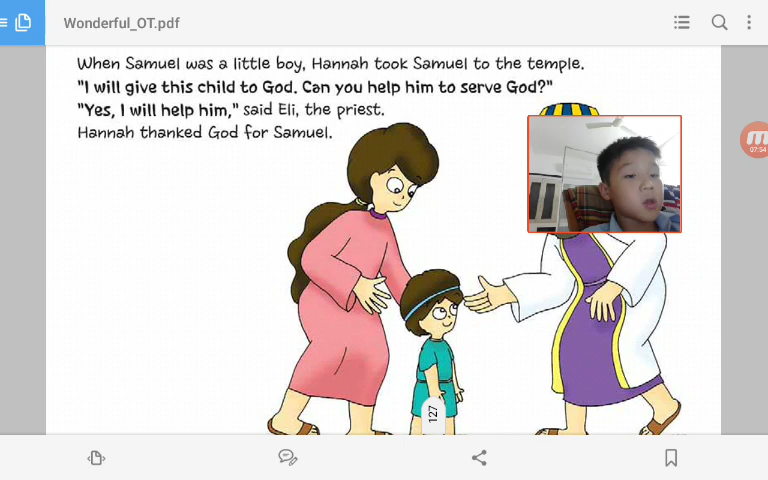 Wonderful_OT.pdf
When Samuel was a little boy, Hannah took Samuel to the temple.
"I will give this child to God. Can you help him to serve God?"
"Yes, I will help him," said Eli, the priest.
Hannah thanked God for Samuel.
07:54
127